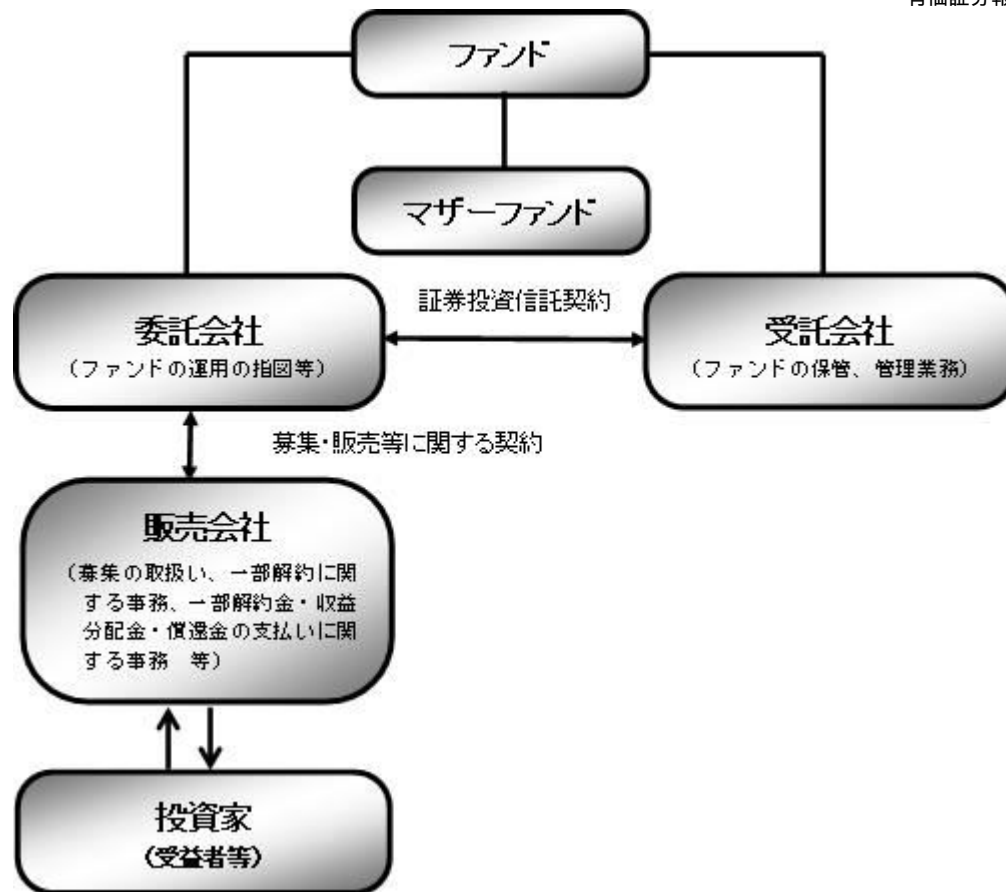 ファンド
マザーファンド
証券投資信託契約
委託会社
（ファンドの運用の指図等）
受託会社
（ファンドの保管、管理業務）
募集・販売等に関する契約
販売会社
（募集の取扱い、一部解約に関
する事務、一部解約金・収益
分配金・償還金の支払いに関
する事務　等）
投資家
（受益者等）